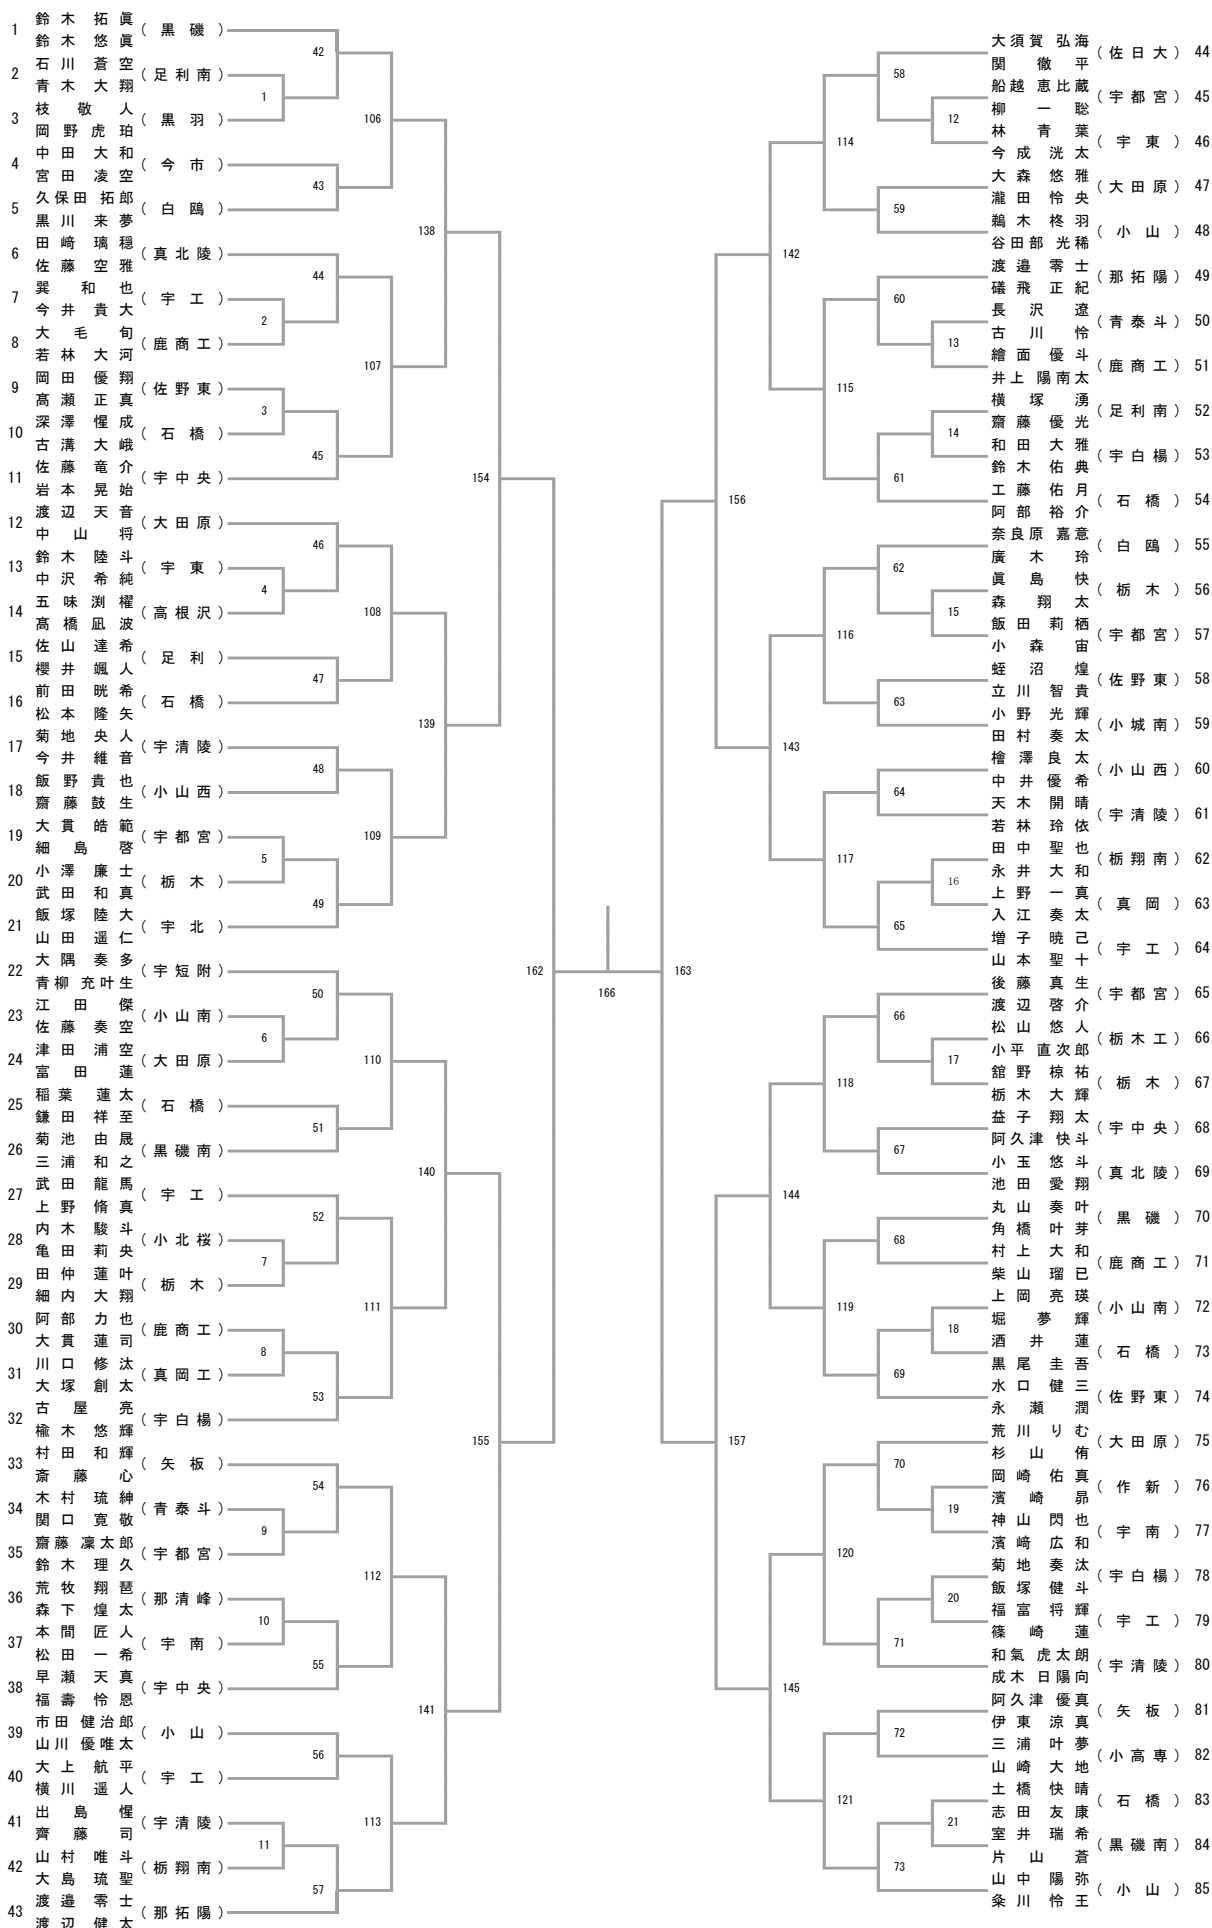 1 鈴木拓眞 鈴木悠眞 (黒磯)
2 石川蒼空 青木大翔 (足利南)
3 枝敬人 岡野虎珀 (黒羽)
4 中田大和 宮田凌空 (今市)
5 久保田拓郎 黒川来夢 (白鴎)
6 田﨑璃穏 佐藤空雅 (真北陵)
7 巽和也 今井貴大 (宇工)
8 大毛旬 若林大河 (鹿商工)
9 岡田優翔 髙瀬正真 (佐野東)
10 深澤惺成 古溝大峨 (石橋)
11 佐藤竜介 岩本晃始 (宇中央)
12 渡辺天音 中山将 (大田原)
13 鈴木陸斗 中沢希純 (宇東)
14 五味渕櫂 髙橋凪波 (高根沢)
15 佐山達希 櫻井颯人 (足利)
16 前田晄希 松本隆矢 (石橋)
17 菊地央人 今井維音 (宇清陵)
18 飯野貴也 齋藤鼓生 (小山西)
19 大貫皓範 細島啓 (宇都宮)
20 小澤廉士 武田和真 (栃木)
21 飯塚陸大 山田遥仁 (宇北)
22 大隅奏多 青柳充叶生 (宇短附)
23 江田傑 佐藤奏空 (小山南)
24 津田浦空 富田蓮 (大田原)
25 稲葉蓮太 鎌田祥至 (石橋)
26 菊池由晟 三浦和之 (黒磯南)
27 武田龍馬 上野脩真 (宇工)
28 内木駿斗 亀田莉央 (小北桜)
29 田仲蓮叶 細内大翔 (栃木)
30 阿部力也 大貫蓮司 (鹿商工)
31 川口修汰 大塚創太 (真岡工)
32 古屋亮 楡木悠輝 (宇白楊)
33 村田和輝 斎藤心 (矢板)
34 木村琉紳 関口寛敬 (青泰斗)
35 齋藤凜太郎 鈴木理久 (宇都宮)
36 荒牧翔琶 森下煌太 (那清峰)
37 本間匠人 松田一希 (宇南)
38 早瀬天真 福壽怜恩 (宇中央)
39 市田健治郎 山川優唯太 (小山)
40 大上航平 横川遥人 (宇工)
41 出島惺 齊藤司 (宇清陵)
42 山村唯斗 大島琉聖 (栃翔南)
43 渡邉零士 渡辺健太 (那拓陽)
42
1
106
43
138
44
2
107
3
45
154
46
4
108
47
139
48
109
5
49
162
50
6
110
51
140
52
7
111
8
53
155
54
9
112
10
55
141
56
113
11
57
166
163
大須賀弘海 関徹平 (佐日大) 44
船越恵比蔵 柳一聡 (宇都宮) 45
林青葉 今成洸太 (宇東) 46
大森悠雅 瀧田怜央 (大田原) 47
鵜木柊羽 谷田部光稀 (小山) 48
渡邉零士 礒飛正紀 (那拓陽) 49
長沢遼 古川怜 (青泰斗) 50
繪面優斗 井上陽南太 (鹿商工) 51
横塚湧 齋藤優光 (足利南) 52
和田大雅 鈴木佑典 (宇白楊) 53
工藤佑月 阿部裕介 (石橋) 54
奈良原嘉意 廣木玲 (白鴎) 55
眞島快 森翔太 (栃木) 56
飯田莉栖 小森宙 (宇都宮) 57
蛭沼煌 立川智貴 (佐野東) 58
小野光輝 田村奏太 (小城南) 59
檜澤良太 中井優希 (小山西) 60
天木開晴 若林玲依 (宇清陵) 61
田中聖也 永井大和 (栃翔南) 62
上野一真 入江奏太 (真岡) 63
増子暁己 山本聖十 (宇工) 64
後藤真生 渡辺啓介 (宇都宮) 65
松山悠人 小平直次郎 (栃木工) 66
舘野椋祐 栃木大輝 (栃木) 67
益子翔太 阿久津快斗 (宇中央) 68
小玉悠斗 池田愛翔 (真北陵) 69
丸山奏叶 角橋叶芽 (黒磯) 70
村上大和 柴山瑠已 (鹿商工) 71
上岡亮瑛 堀夢輝 (小山南) 72
酒井蓮 黒尾圭吾 (石橋) 73
水口健三 永瀬潤 (佐野東) 74
荒川りむ 杉山侑 (大田原) 75
岡崎佑真 濱崎昴 (作新) 76
神山閃也 濱﨑広和 (宇南) 77
菊地奏汰 飯塚健斗 (宇白楊) 78
福富将輝 篠崎蓮 (宇工) 79
和氣虎太朗 成木日陽向 (宇清陵) 80
阿久津優真 伊東涼真 (矢板) 81
三浦叶夢 山崎大地 (小高専) 82
土橋快晴 志田友康 (石橋) 83
室井瑞希 片山蒼 (黒磯南) 84
山中陽弥 粂川怜王 (小山) 85
58
12
114
59
142
60
13
115
14
61
156
62
15
116
63
143
64
117
16
65
66
17
118
67
144
68
119
18
69
157
70
19
120
20
71
145
72
121
21
73